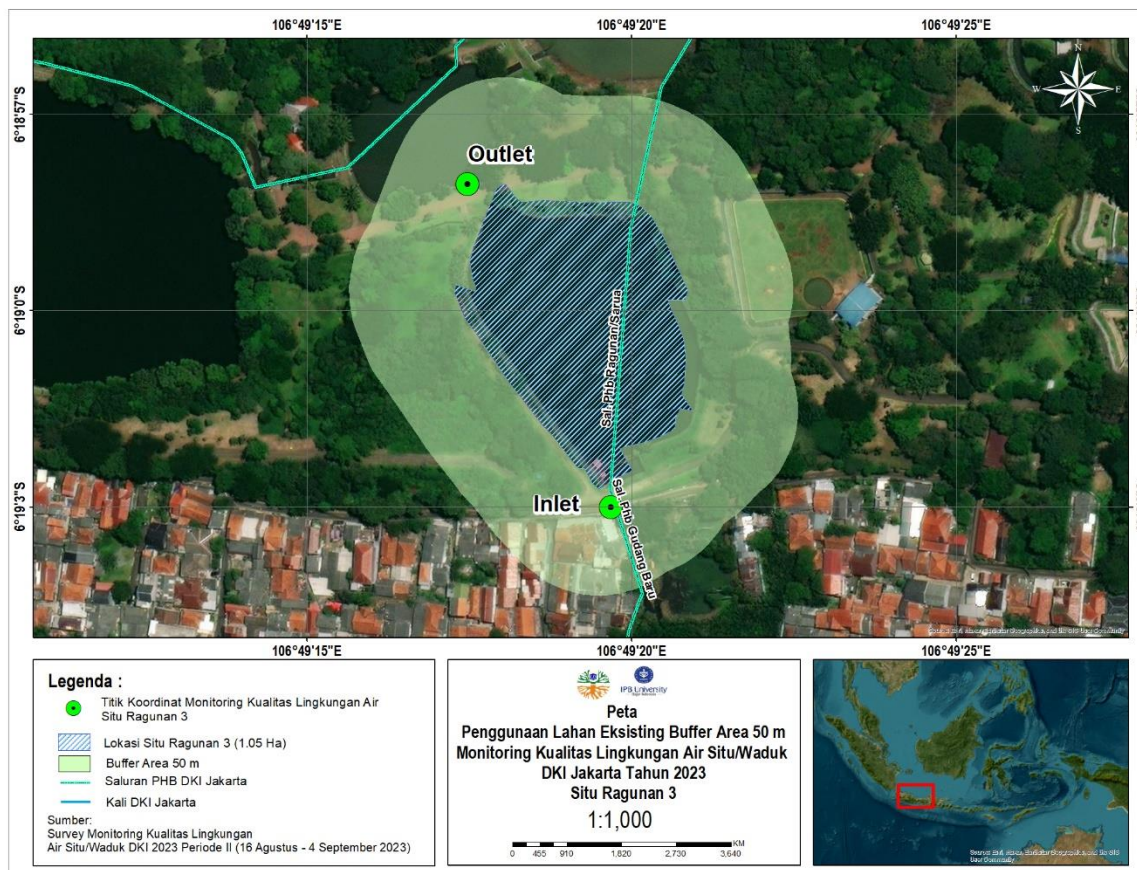 106°49'15"E
106°49'20"E
106°49'25"E
N
W
E
S
6°18'57"S
Outlet
6°19'0"S
Sal. Phb Ragunan/Sarua
6°19'3"S
Inlet
Sal. Phb Gudang Baru
106°49'15"E
106°49'20"E
106°49'25"E
Legenda :
Titik Koordinat Monitoring Kualitas Lingkungan Air
Situ Ragunan 3
Lokasi Situ Ragunan 3 (1.05 Ha)
Buffer Area 50 m
Saluran PHB DKI Jakarta
Kali DKI Jakarta
Sumber:
Survey Monitoring Kualitas Lingkungan
Air Situ/Waduk DKI 2023 Periode II (16 Agustus - 4 September 2023)
IPB University
Peta
Penggunaan Lahan Eksisting Buffer Area 50 m
Monitoring Kualitas Lingkungan Air Situ/Waduk
DKI Jakarta Tahun 2023
Situ Ragunan 3
1:1,000
KM
0 455 910 1,820 2,730 3,640
User Community